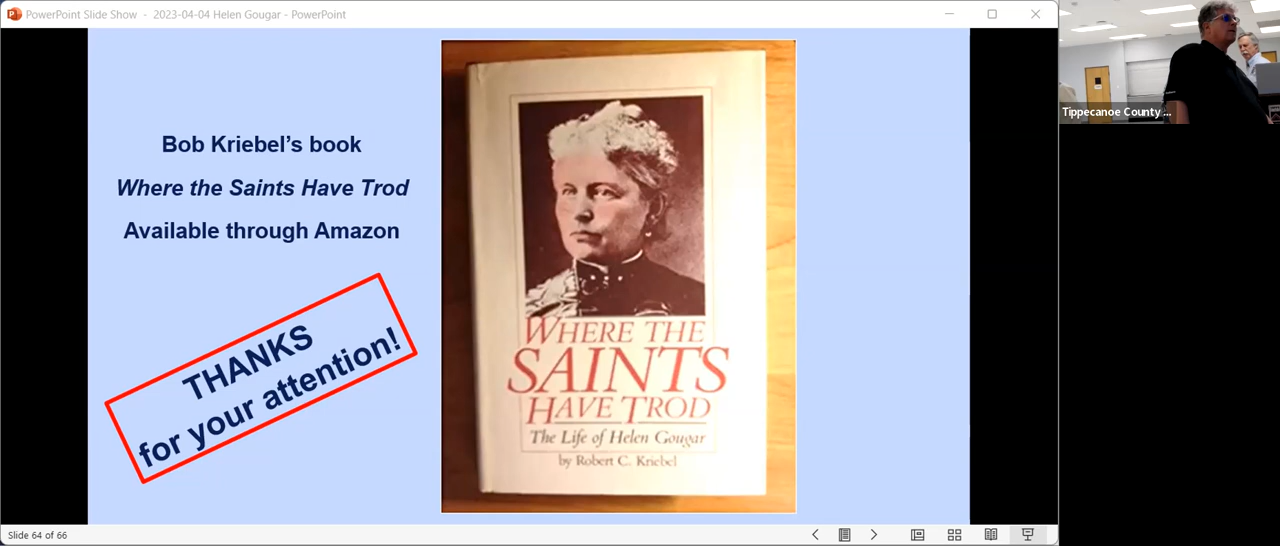 PowerPoint Slide Show - 2023-04-04 Helen Gougar - PowerPoint
Bob Kriebel’s book
Where the Saints Have Trod
Available through Amazon
THANKS
for your attention!
WHERE THE
SAINTS
HAVE TROD
The Life of Helen Gougar
by Robert C. Kriebel
Tippecanoe County ...
Slide 64 of 66